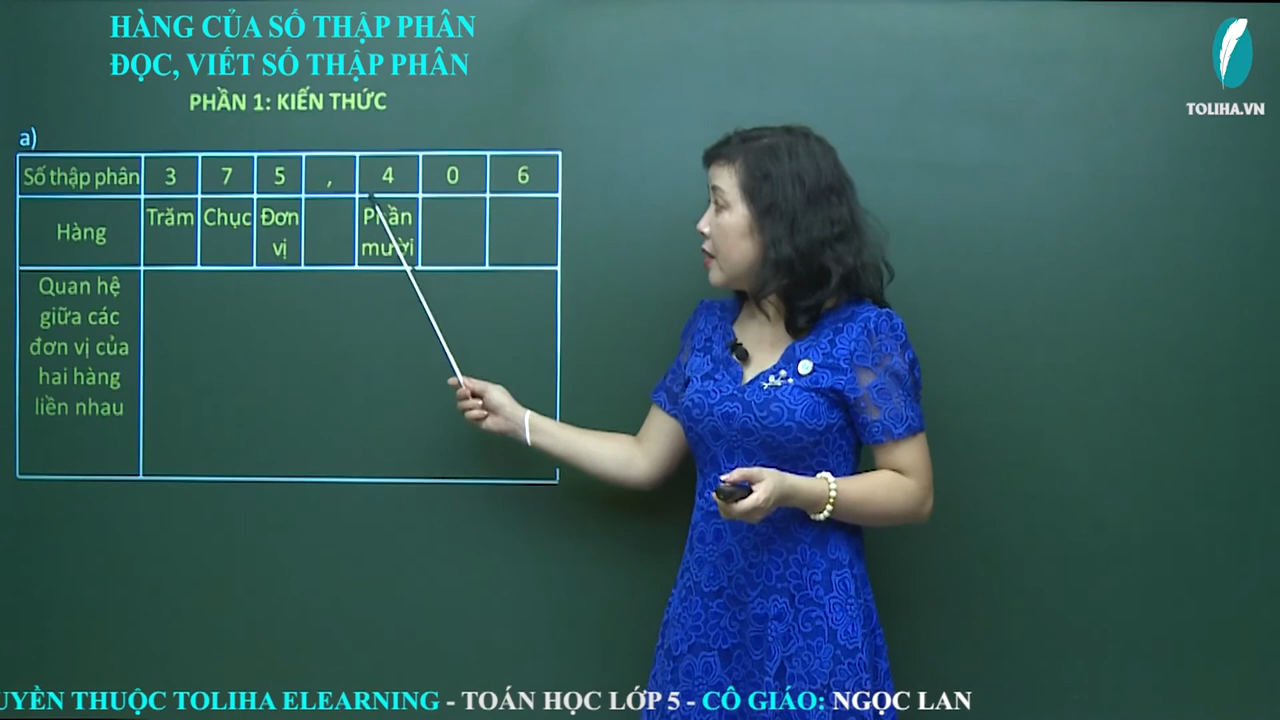 HÀNG CỦA SỐ THẬP PHÂN
ĐỌC, VIẾT SỐ THẬP PHÂN
PHẦN 1: KIẾN THỨC
TOLIHA.VN
a)
Số thập phân 3 7 5 , 4 0 6
Hàng Trăm Chục Đơn vị Phần mười
Quan hệ
giữa các
đơn vị của
hai hàng
liền nhau
UYỀN THUỘC TOLIHA ELEARNING - TOÁN HỌC LỚP 5 - CÔ GIÁO: NGỌC LAN